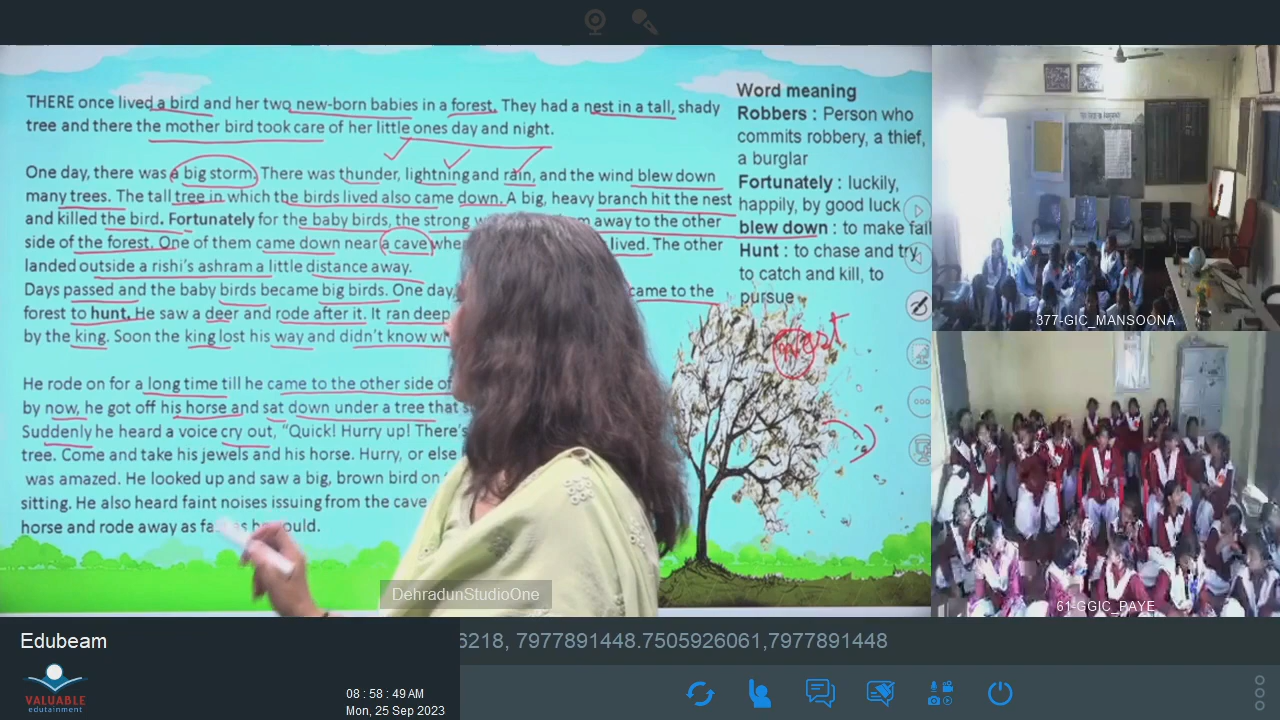 THERE once lived a bird and her two new-born babies in a forest. They had a nest in a tall, shady
tree and there the mother bird took care of her little ones day and night.
One day, there was a big storm. There was thunder, lightning and rain, and the wind blew down
many trees. The tall tree in which the birds lived also came down. A big, heavy branch hit the nest
and killed the bird. Fortunately for the baby birds, the strong away to the other
side of the forest. One of them came down near a cave lived. The other
landed outside a rishi's ashram a little distance away.
Days passed and the baby birds became big birds. One day came to the
forest to hunt. He saw a deer and rode after it. It ran deep
by the king. Soon the king lost his way and didn't know
He rode on for a long time till he came to the other side of
by now, he got off his horse and sat down under a tree that
Suddenly he heard a voice cry out, "Quick! Hurry up! There's
tree. Come and take his jewels and his horse. Hurry, or else
was amazed. He looked up and saw a big, brown bird on
sitting. He also heard faint noises issuing from the cave
horse and rode away as could.
Word meaning
Robbers : Person who
commits robbery, a thief,
a burglar
Fortunately : luckily,
happily, by good luck
blew down : to make fall
Hunt : to chase and try
to catch and kill, to
pursue
DehradunStudioOne
377-GIC_MANSOONA
61-GGIC_PAYE
Edubeam
6218, 7977891448.7505926061,7977891448
VALUABLE
edutainment
08 : 58 : 49 AM
Mon, 25 Sep 2023